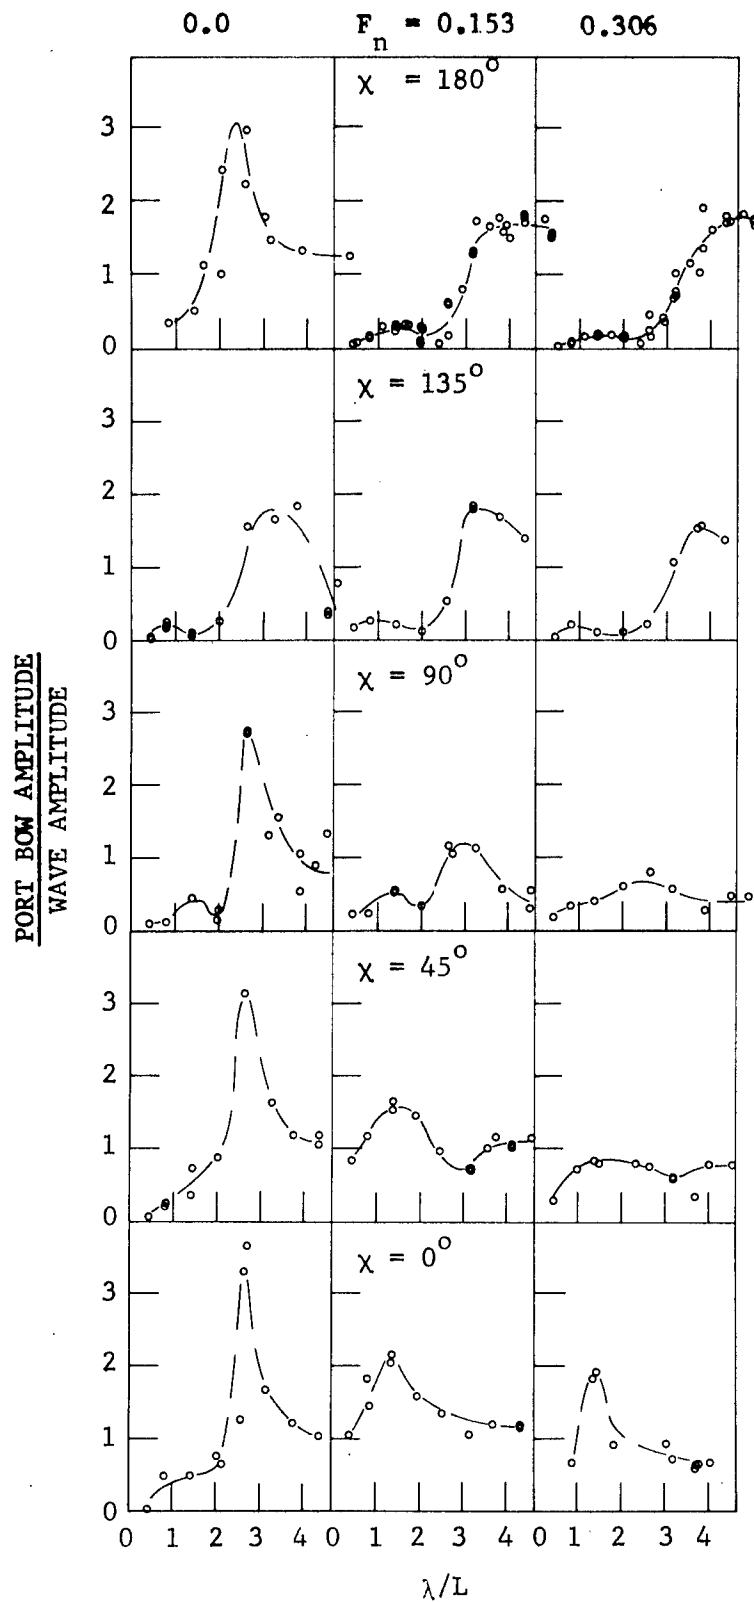 0.0 Fn = 0.153 0.306
χ = 180°
3
2
1
0
χ = 135°
3
2
1
0
χ = 90°
3
2
1
0
χ = 45°
3
2
1
0
χ = 0°
3
2
1
0
0 1 2 3 4 0 1 2 3 4 0 1 2 3 4
λ/L
PORT BOW AMPLITUDE
WAVE AMPLITUDE